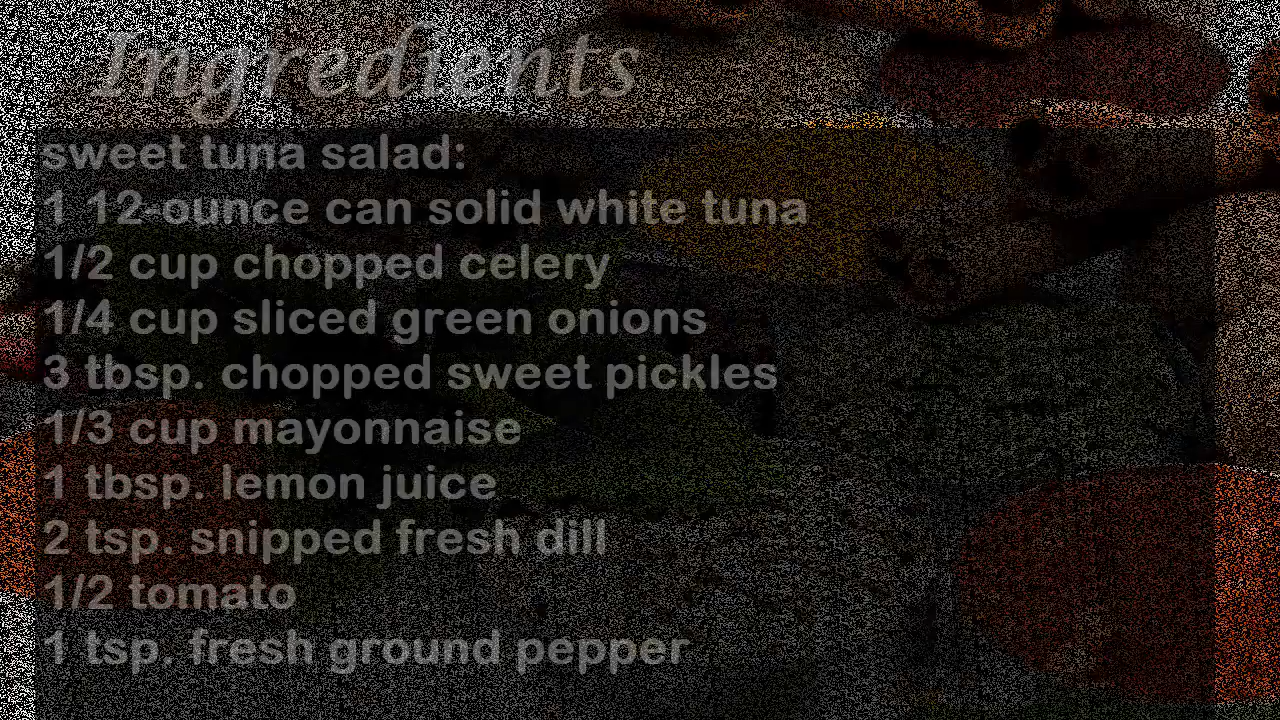 Ingredients
sweet tuna salad:
1 12-ounce can solid white tuna
1/2 cup chopped celery
1/4 cup sliced green onions
3 tbsp. chopped sweet pickles
1/3 cup mayonnaise
1 tbsp. lemon juice
2 tsp. snipped fresh dill
1/2 tomato
1 tsp. fresh ground pepper